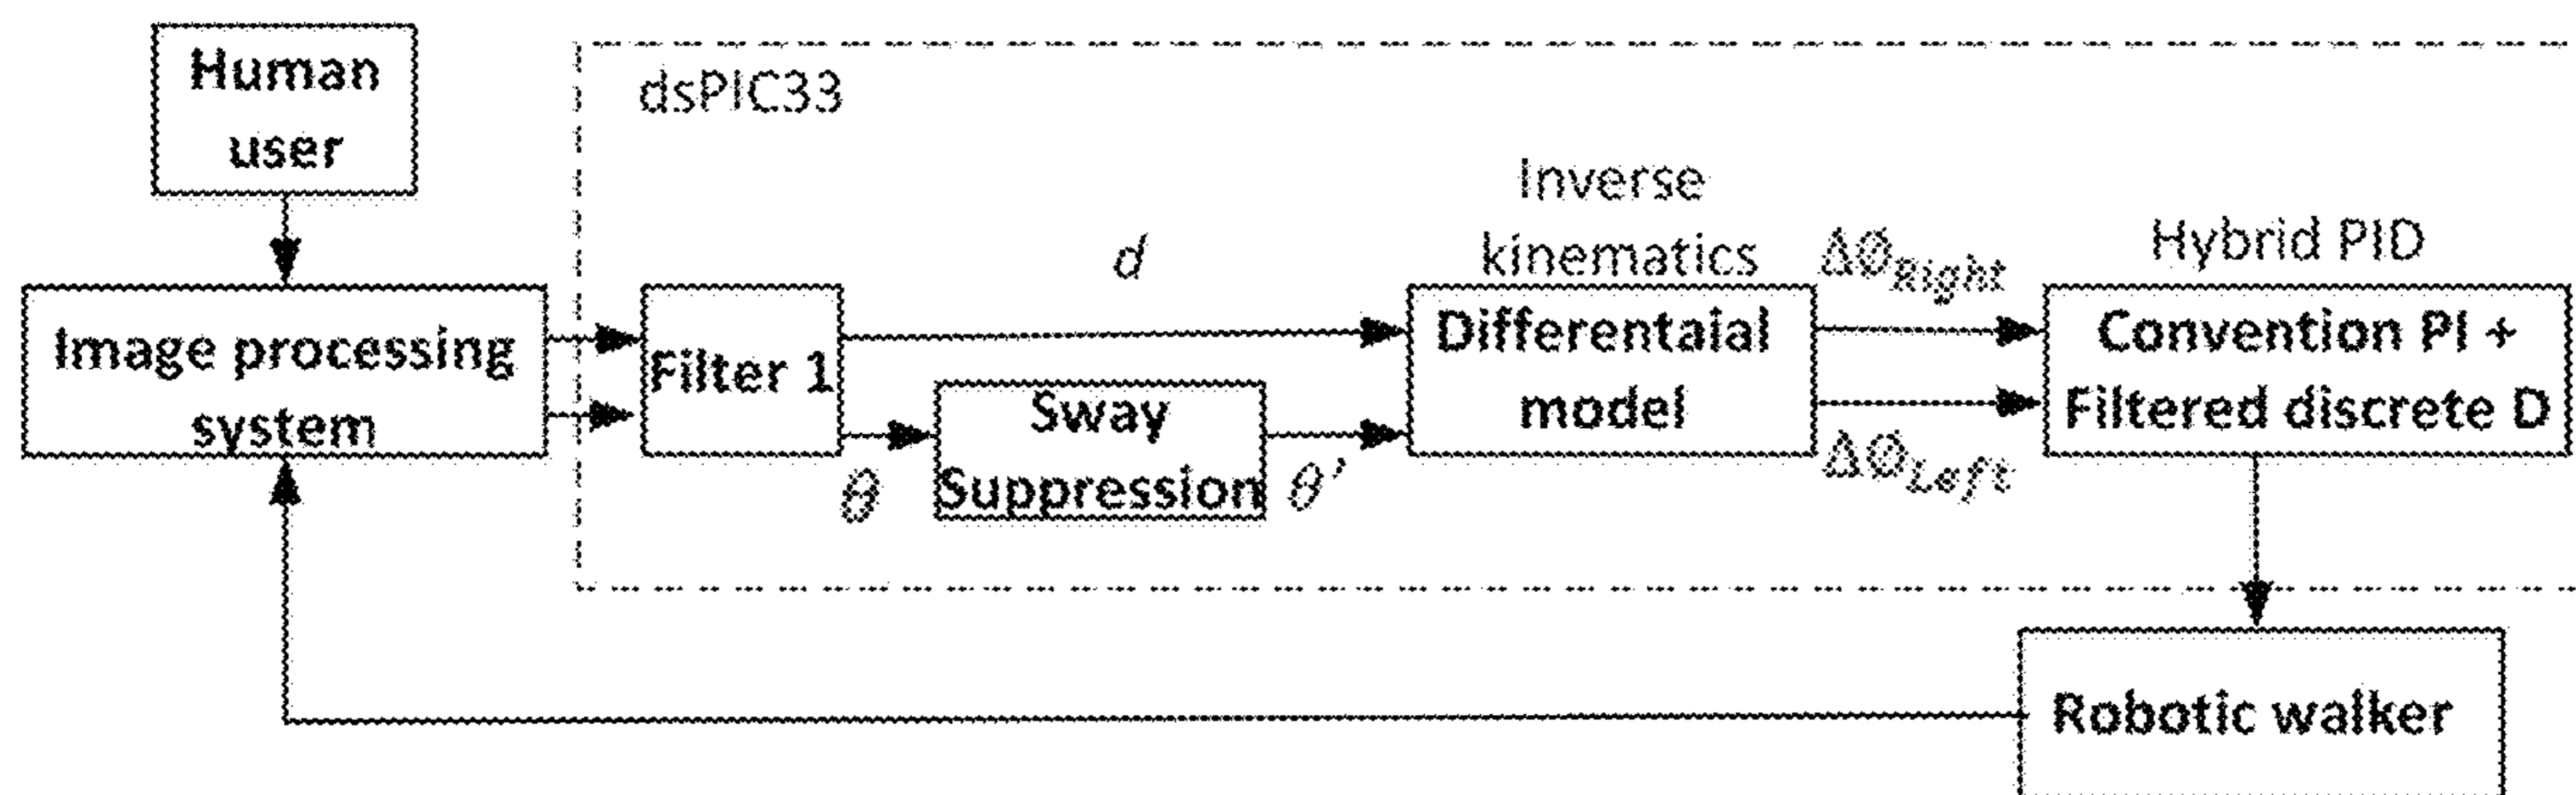 Human
user
dsPIC33
Image processing
system
Filter 1
d
θ
Sway
Suppression
θ'
Inverse
kinematics
Differentaial
model
ΔØRight
ΔØLeft
Hybrid PID
Convention PI +
Filtered discrete D
Robotic walker